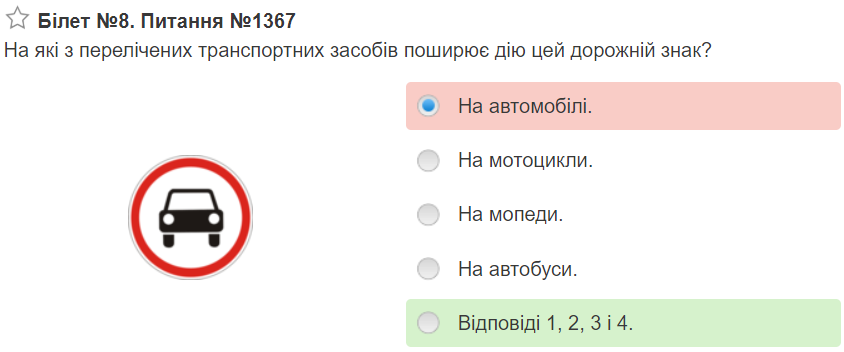 Білет №8. Питання №1367
На які з перелічених транспортних засобів поширює дію цей дорожній знак?
На автомобілі.
На мотоцикли.
На мопеди.
На автобуси.
Відповіді 1, 2, 3 і 4.